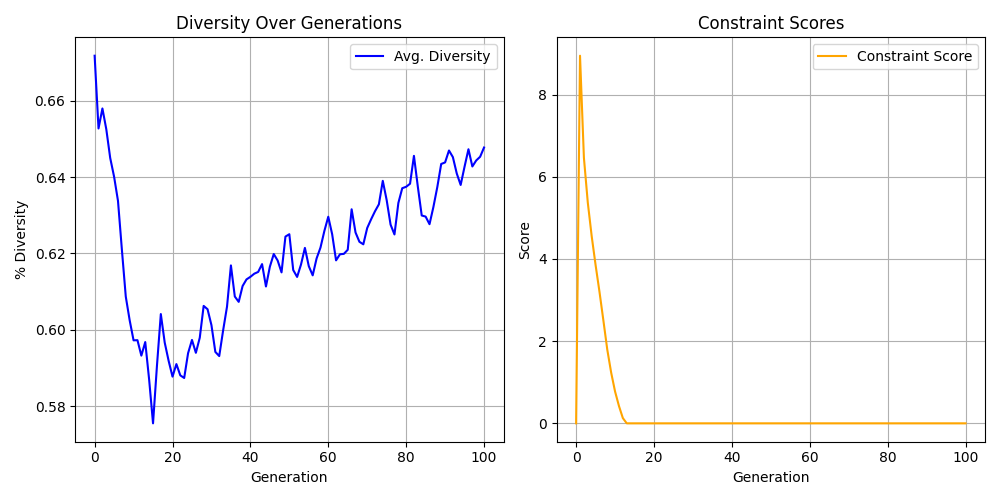 Diversity Over Generations
Avg. Diversity
% Diversity
0.66
0.64
0.62
0.60
0.58
0 20 40 60 80 100
Generation
Constraint Scores
Constraint Score
Score
8
6
4
2
0
0 20 40 60 80 100
Generation